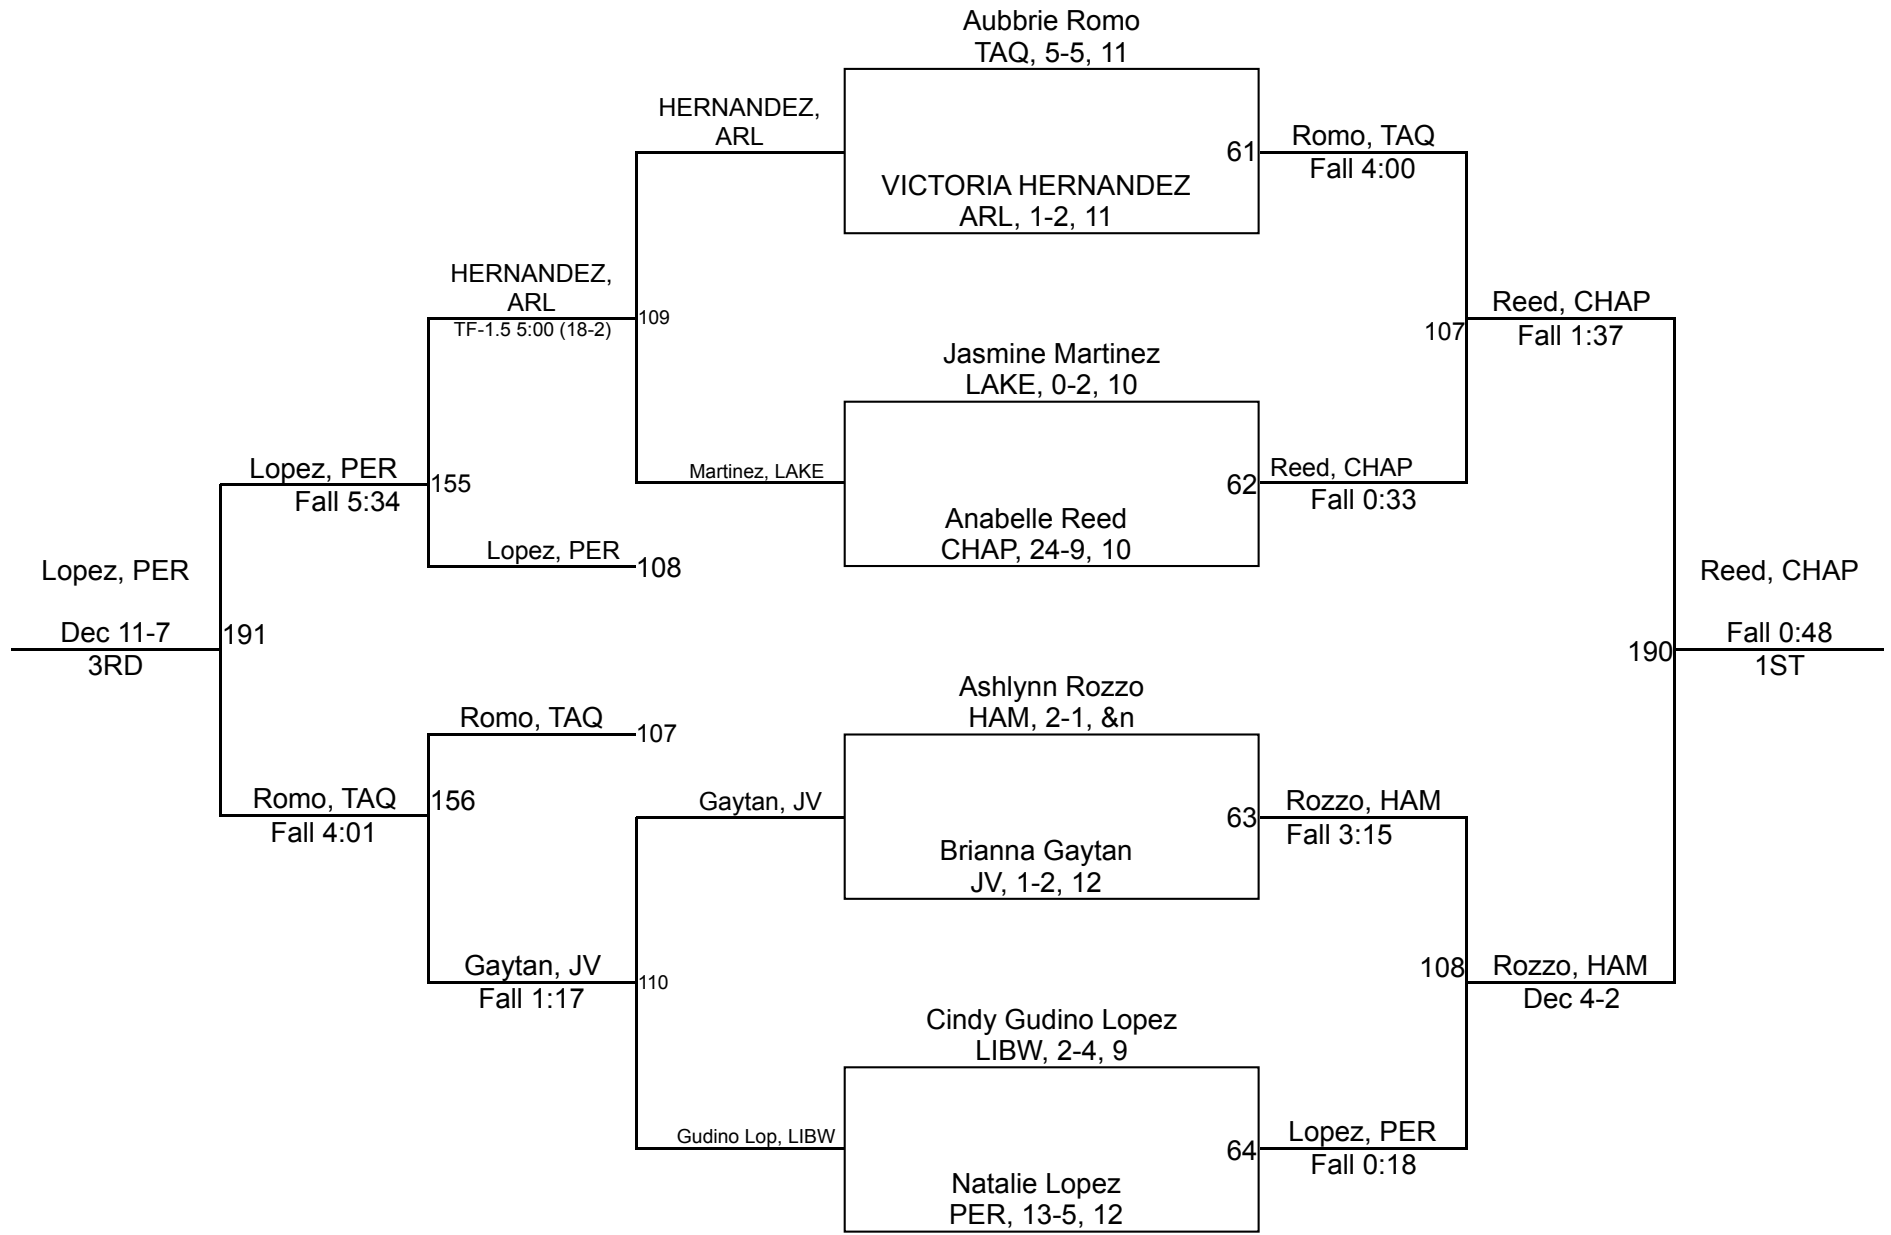 Aubbrie Romo
TAQ, 5-5, 11
HERNANDEZ,
ARL
61
Romo, TAQ
Fall 4:00
VICTORIA HERNANDEZ
ARL, 1-2, 11
HERNANDEZ,
ARL
TF-1.5 5:00 (18-2)
109
Reed, CHAP
107
Fall 1:37
Jasmine Martinez
LAKE, 0-2, 10
Lopez, PER
Fall 5:34
155
Martinez, LAKE
62
Reed, CHAP
Fall 0:33
Anabelle Reed
CHAP, 24-9, 10
Lopez, PER
108
Lopez, PER
Dec 11-7
3RD
191
Reed, CHAP
190
Fall 0:48
1ST
Ashlynn Rozzo
HAM, 2-1, &n
Romo, TAQ
107
Romo, TAQ
Fall 4:01
156
Gaytan, JV
63
Rozzo, HAM
Fall 3:15
Brianna Gaytan
JV, 1-2, 12
Gaytan, JV
Fall 1:17
110
108
Rozzo, HAM
Dec 4-2
Cindy Gudino Lopez
LIBW, 2-4, 9
Gudino Lop, LIBW
64
Lopez, PER
Fall 0:18
Natalie Lopez
PER, 13-5, 12